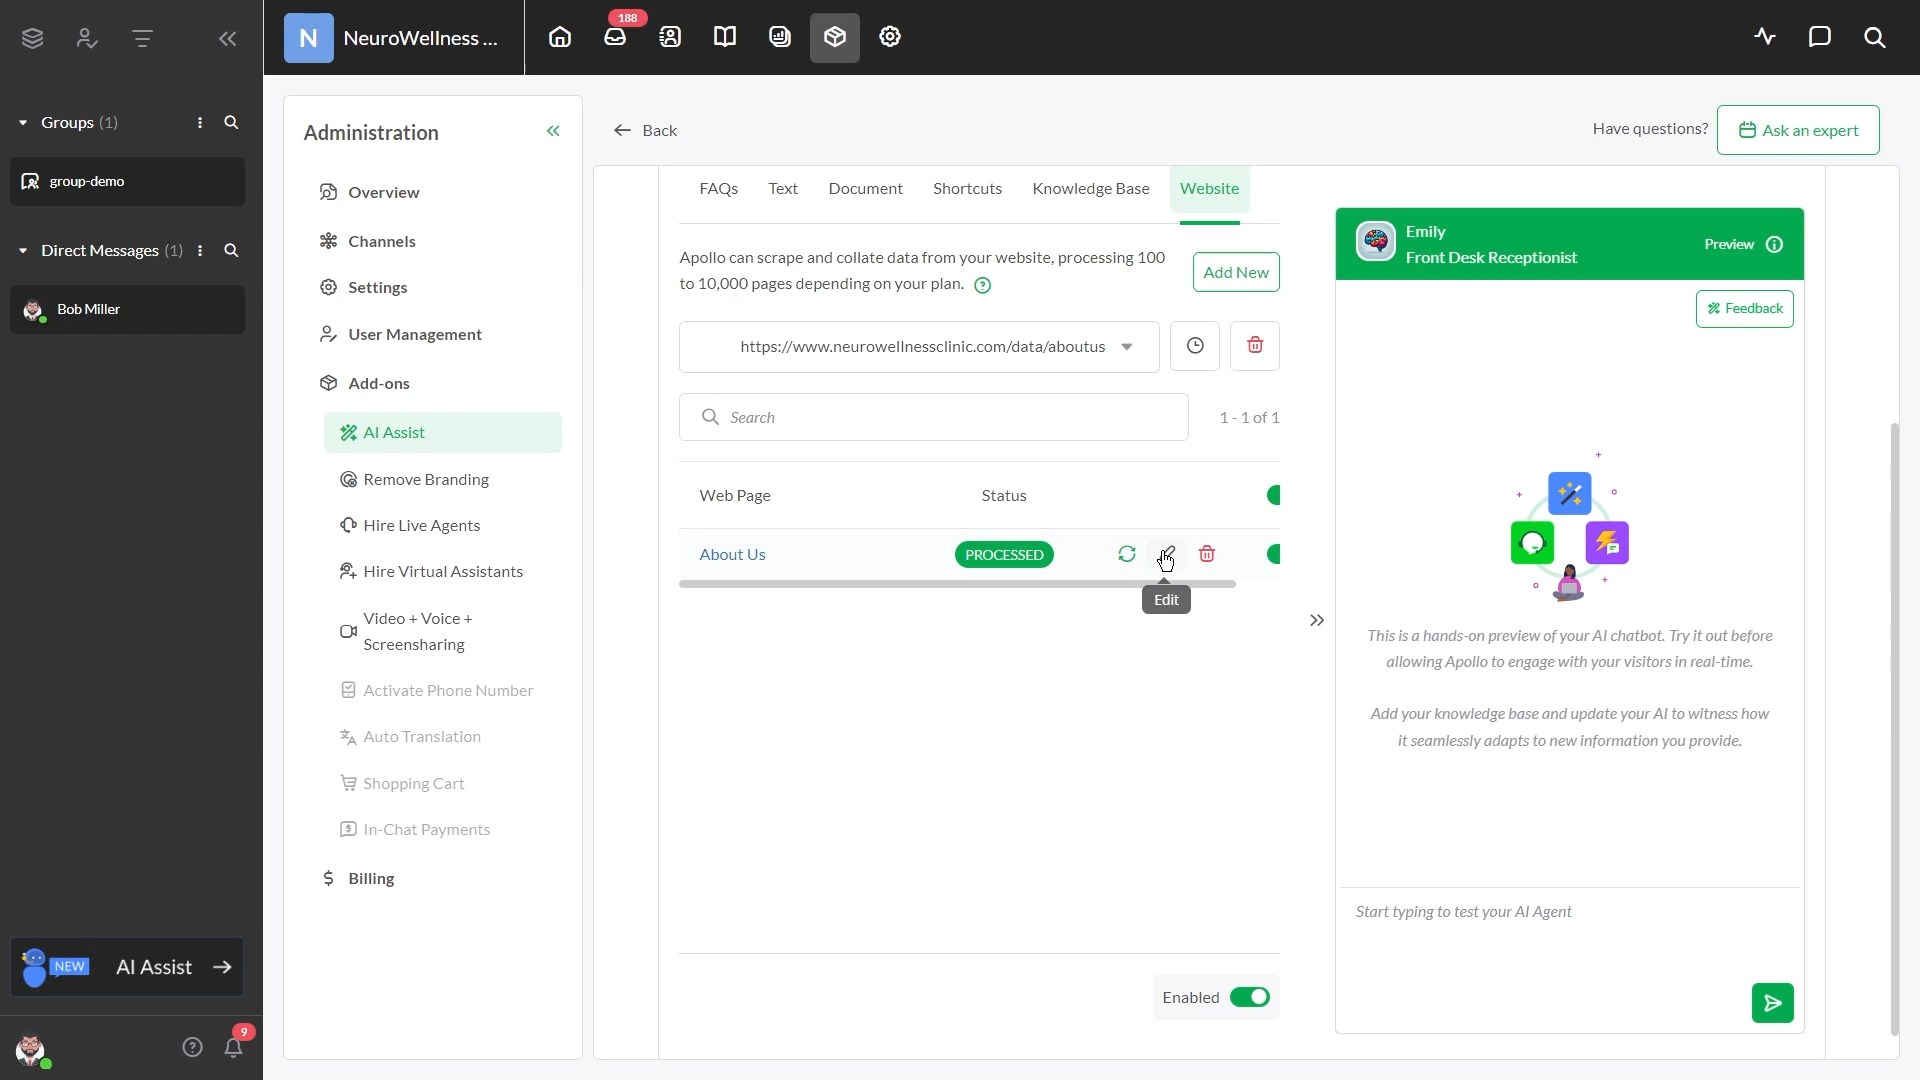 NeuroWellness ...
188
Groups (1)
group-demo
Direct Messages (1)
Bob Miller
NEW
AI Assist
9
Administration
Overview
Channels
Settings
User Management
Add-ons
AI Assist
Remove Branding
Hire Live Agents
Hire Virtual Assistants
Video + Voice +
Screensharing
Activate Phone Number
Auto Translation
Shopping Cart
In-Chat Payments
Billing
Back
Have questions?
Ask an expert
FAQs
Text
Document
Shortcuts
Knowledge Base
Website
Apollo can scrape and collate data from your website, processing 100
to 10,000 pages depending on your plan.
Add New
https://www.neurowellnessclinic.com/data/aboutus
Search
1 - 1 of 1
Web Page
Status
About Us
PROCESSED
Edit
Enabled
Emily
Front Desk Receptionist
Preview
Feedback
This is a hands-on preview of your AI chatbot. Try it out before
allowing Apollo to engage with your visitors in real-time.
Add your knowledge base and update your AI to witness how
it seamlessly adapts to new information you provide.
Start typing to test your AI Agent
N